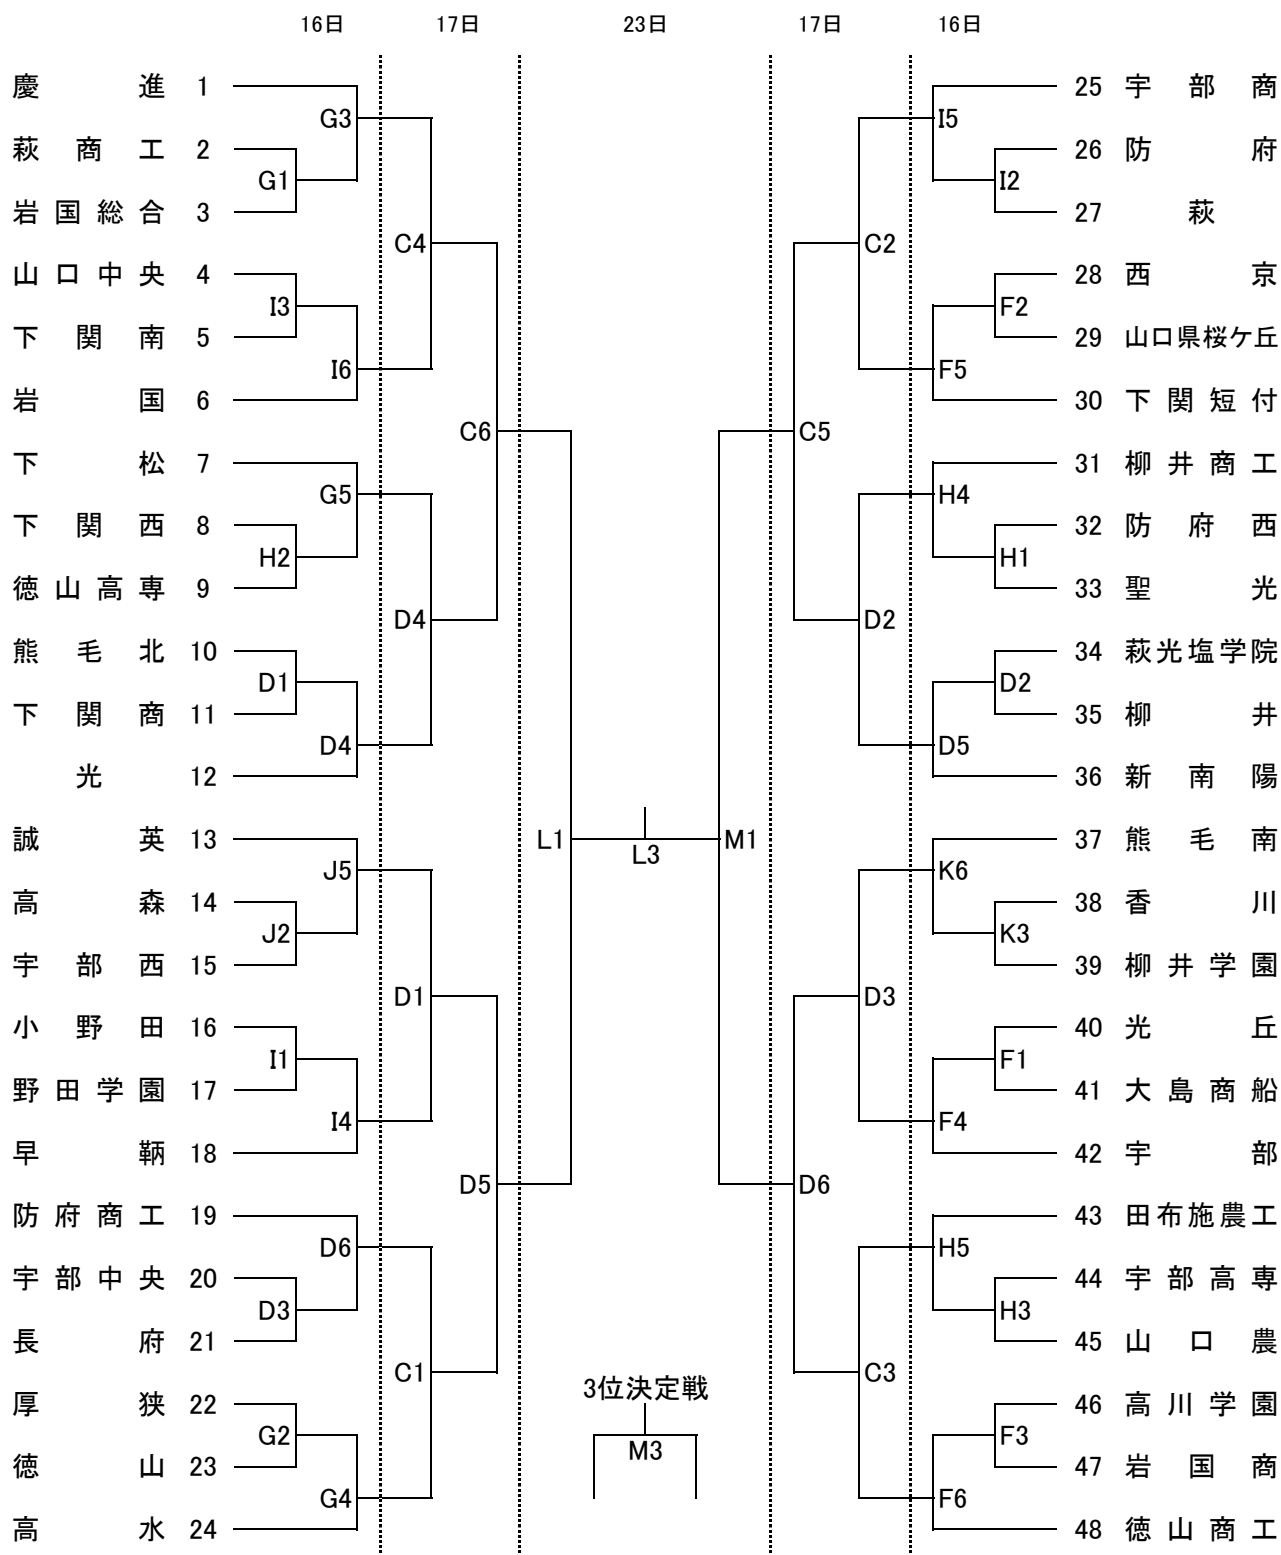 16日 17日 23日 17日 16日
慶進 1
G3
萩商工 2
G1
岩国総合 3
C4
山口中央 4
I3
下関南 5
I6
岩国 6
C6
下松 7
G5
下関西 8
H2
徳山高専 9
D4
熊毛北 10
D1
下関商 11
D4
光 12
L1
誠英 13
J5
高森 14
J2
宇部西 15
D1
小野田 16
I1
野田学園 17
I4
早鞆 18
D5
防府商工 19
D6
宇部中央 20
D3
長府 21
C1
厚狭 22
G2
徳山 23
G4
高水 24
L3
3位決定戦
M3
25 宇部商
I5
26 防府
I2
27 萩
C2
28 西京
F2
29 山口県桜ケ丘
F5
30 下関短付
C5
31 柳井商工
H4
32 防府西
H1
33 聖光
D2
34 萩光塩学院
D2
35 柳井
D5
36 新南陽
M1
37 熊毛南
K6
38 香川
K3
39 柳井学園
D3
40 光丘
F1
41 大島商船
F4
42 宇部
D6
43 田布施農工
H5
44 宇部高専
H3
45 山口農
C3
46 高川学園
F3
47 岩国商
F6
48 徳山商工